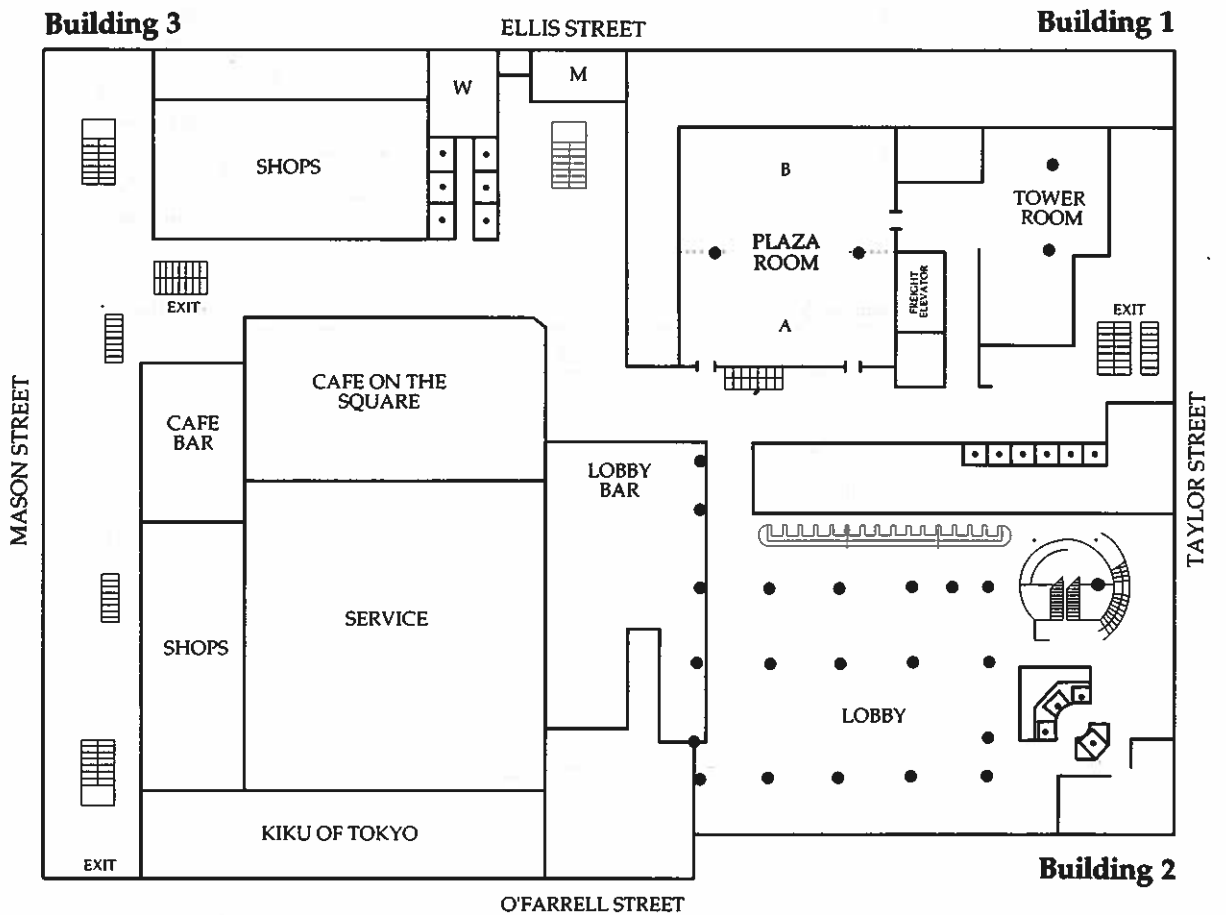 Building 3
ELLIS STREET
Building 1
W
M
SHOPS
B
TOWER
ROOM
PLAZA
ROOM
FREIGHT
ELEVATOR
EXIT
EXIT
A
CAFE ON THE
SQUARE
MASON STREET
CAFE
BAR
TAYLOR STREET
LOBBY
BAR
SERVICE
SHOPS
LOBBY
KIKU OF TOKYO
EXIT
Building 2
O'FARRELL STREET